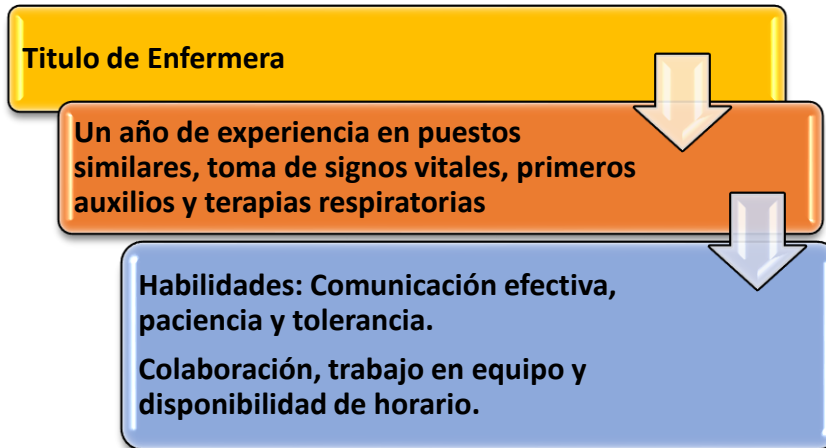 Titulo de Enfermera
Un año de experiencia en puestos
similares, toma de signos vitales, primeros
auxilios y terapias respiratorias
Habilidades: Comunicación efectiva,
paciencia y tolerancia.
Colaboración, trabajo en equipo y
disponibilidad de horario.